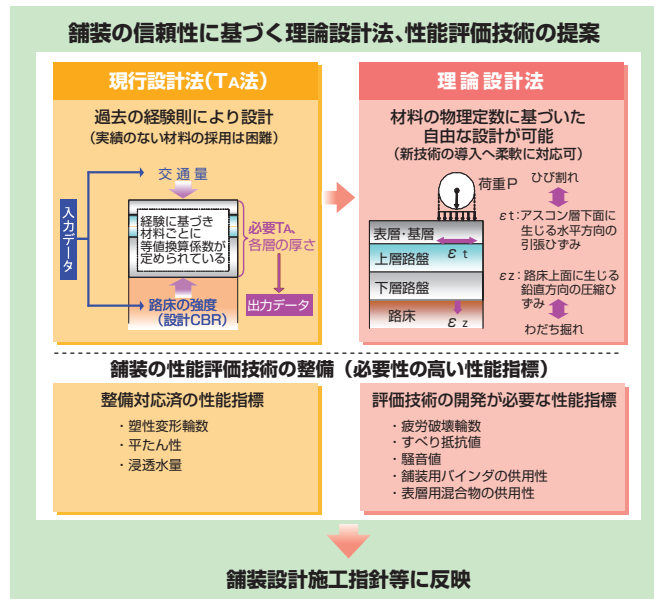 舗装の信頼性に基づく理論設計法、性能評価技術の提案
現行設計法(TA法)
過去の経験則により設計
(実績のない材料の採用は困難)
入力データ
交通量
経験に基づき
材料ごとに
等値換算係数が
定められている
必要TA、
各層の厚さ
路床の強度
(設計CBR)
出力データ
理論設計法
材料の物理定数に基づいた
自由な設計が可能
(新技術の導入へ柔軟に対応可)
荷重P
ひび割れ
表層・基層
εt
上層路盤
下層路盤
路床
εz
εt:アスコン層下面に
生じる水平方向の
引張ひずみ
εz:路床上面に生じる
鉛直方向の圧縮ひ
ずみ
わだち掘れ
舗装の性能評価技術の整備(必要性の高い性能指標)
整備対応済の性能指標
・塑性変形輪数
・平たん性
・浸透水量
評価技術の開発が必要な性能指標
・疲労破壊輪数
・すべり抵抗値
・騒音値
・舗装用バインダの供用性
・表層用混合物の供用性
舗装設計施工指針等に反映